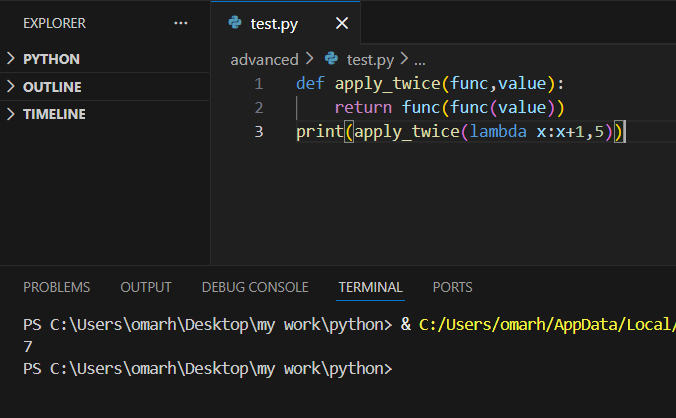 EXPLORER ...
PYTHON
OUTLINE
TIMELINE
test.py
advanced > test.py > ...
1 def apply_twice(func,value):
2 return func(func(value))
3 print(apply_twice(lambda x:x+1,5))
PROBLEMS OUTPUT DEBUG CONSOLE TERMINAL PORTS
PS C:\Users\omarh\Desktop\my work\python> & C:/Users/omarh/AppData/Local/
7
PS C:\Users\omarh\Desktop\my work\python>